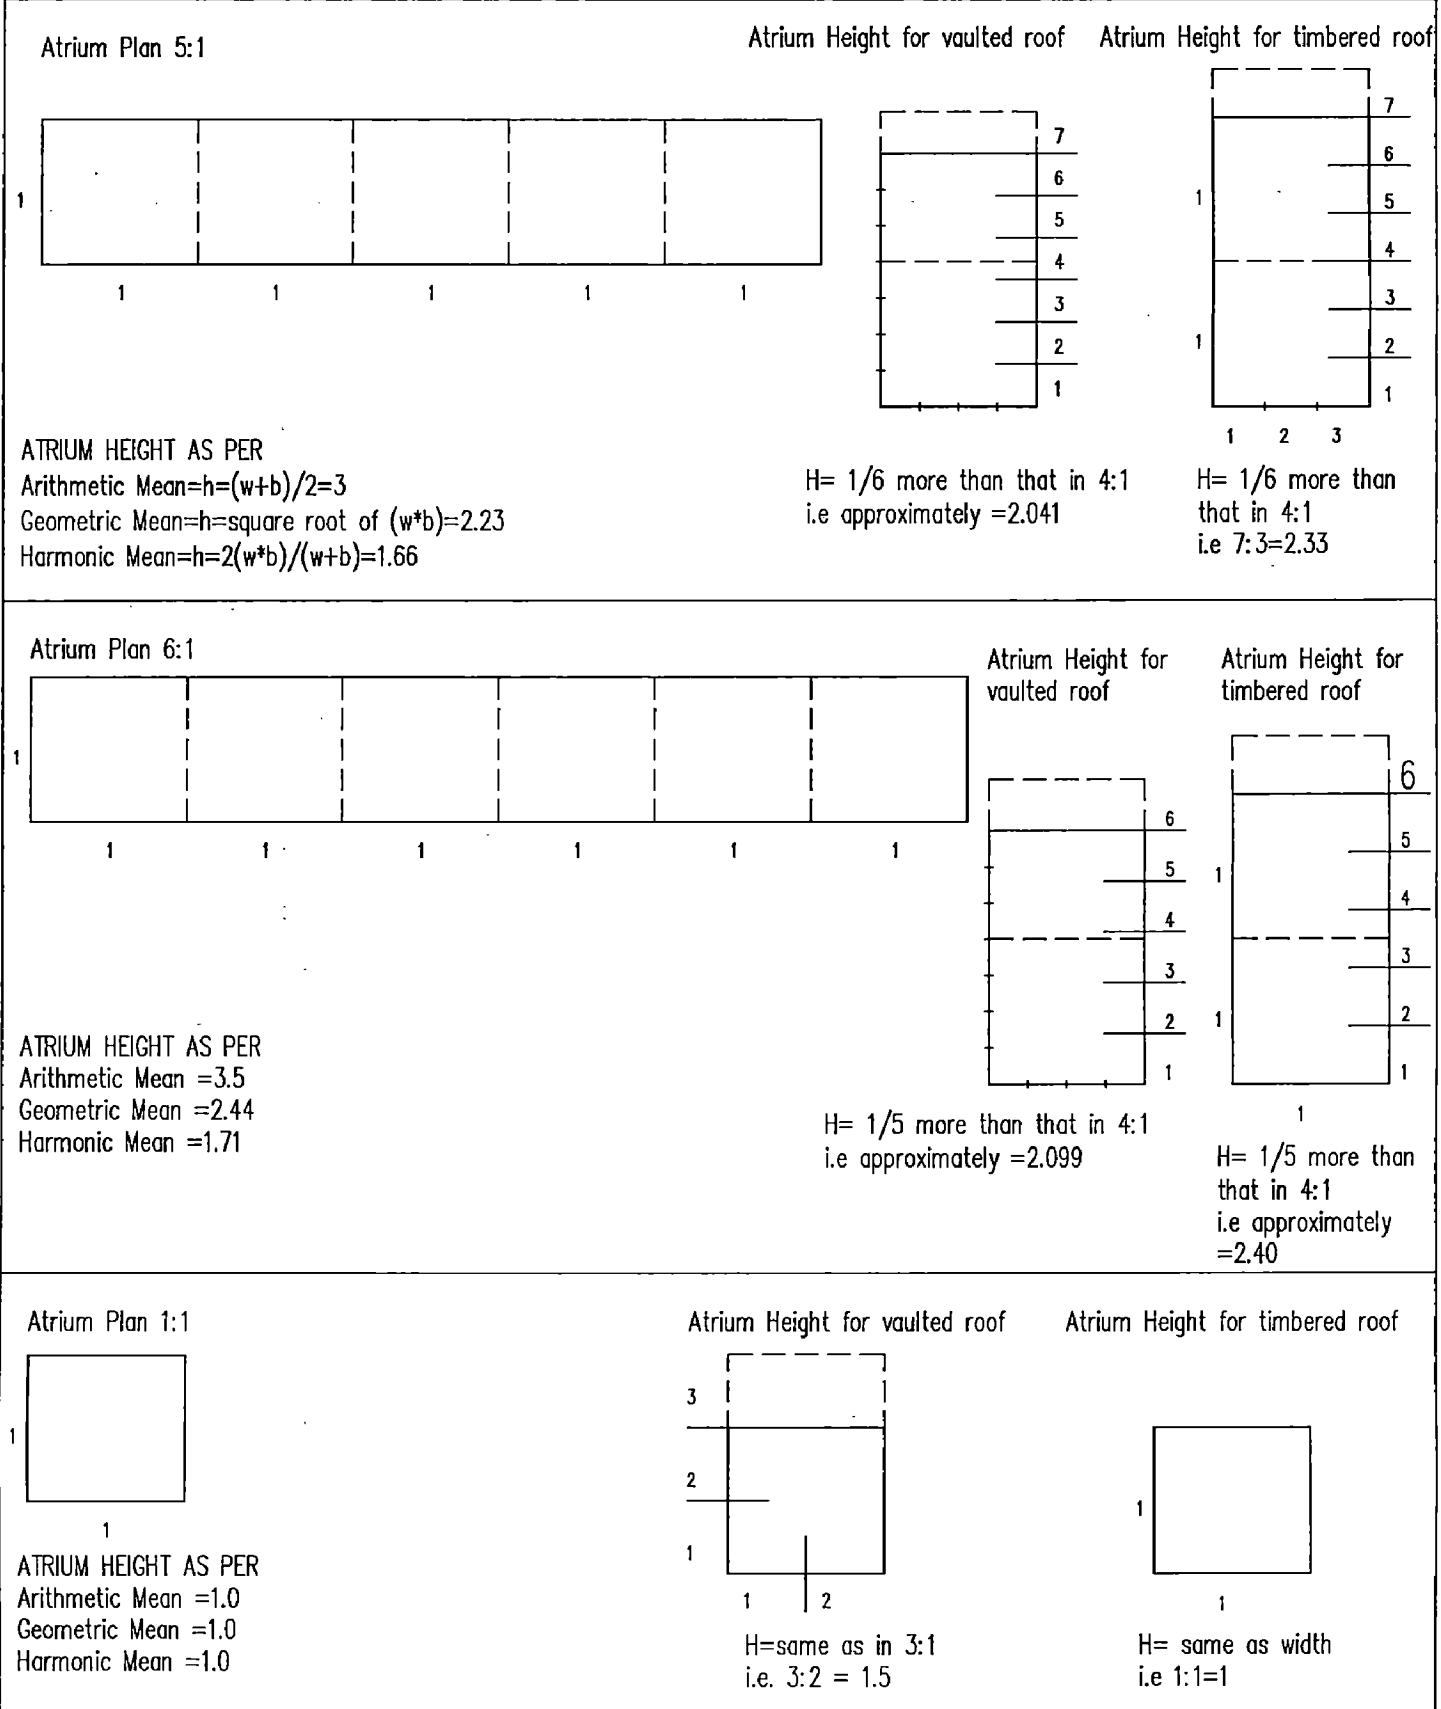 Atrium Plan 5:1
Atrium Height for vaulted roof
Atrium Height for timbered roof
1
1 1 1 1 1
7
6
5
4
3
2
1
7
6
5
4
3
2
1
1
1
1 2 3
ATRIUM HEIGHT AS PER
Arithmetic Mean=h=(w+b)/2=3
Geometric Mean=h=square root of (w*b)=2.23
Harmonic Mean=h=2(w*b)/(w+b)=1.66
H= 1/6 more than that in 4:1
i.e approximately =2.041
H= 1/6 more than
that in 4:1
i.e 7:3=2.33
Atrium Plan 6:1
Atrium Height for
vaulted roof
Atrium Height for
timbered roof
1
1 1 1 1 1 1
6
5
4
3
2
1
6
5
4
3
2
1
1
1
1
ATRIUM HEIGHT AS PER
Arithmetic Mean =3.5
Geometric Mean =2.44
Harmonic Mean =1.71
H= 1/5 more than that in 4:1
i.e approximately =2.099
H= 1/5 more than
that in 4:1
i.e approximately
=2.40
Atrium Plan 1:1
Atrium Height for vaulted roof
Atrium Height for timbered roof
1
1
3
2
1
1 2
1
1
ATRIUM HEIGHT AS PER
Arithmetic Mean =1.0
Geometric Mean =1.0
Harmonic Mean =1.0
H=same as in 3:1
i.e. 3:2 = 1.5
H= same as width
i.e 1:1=1